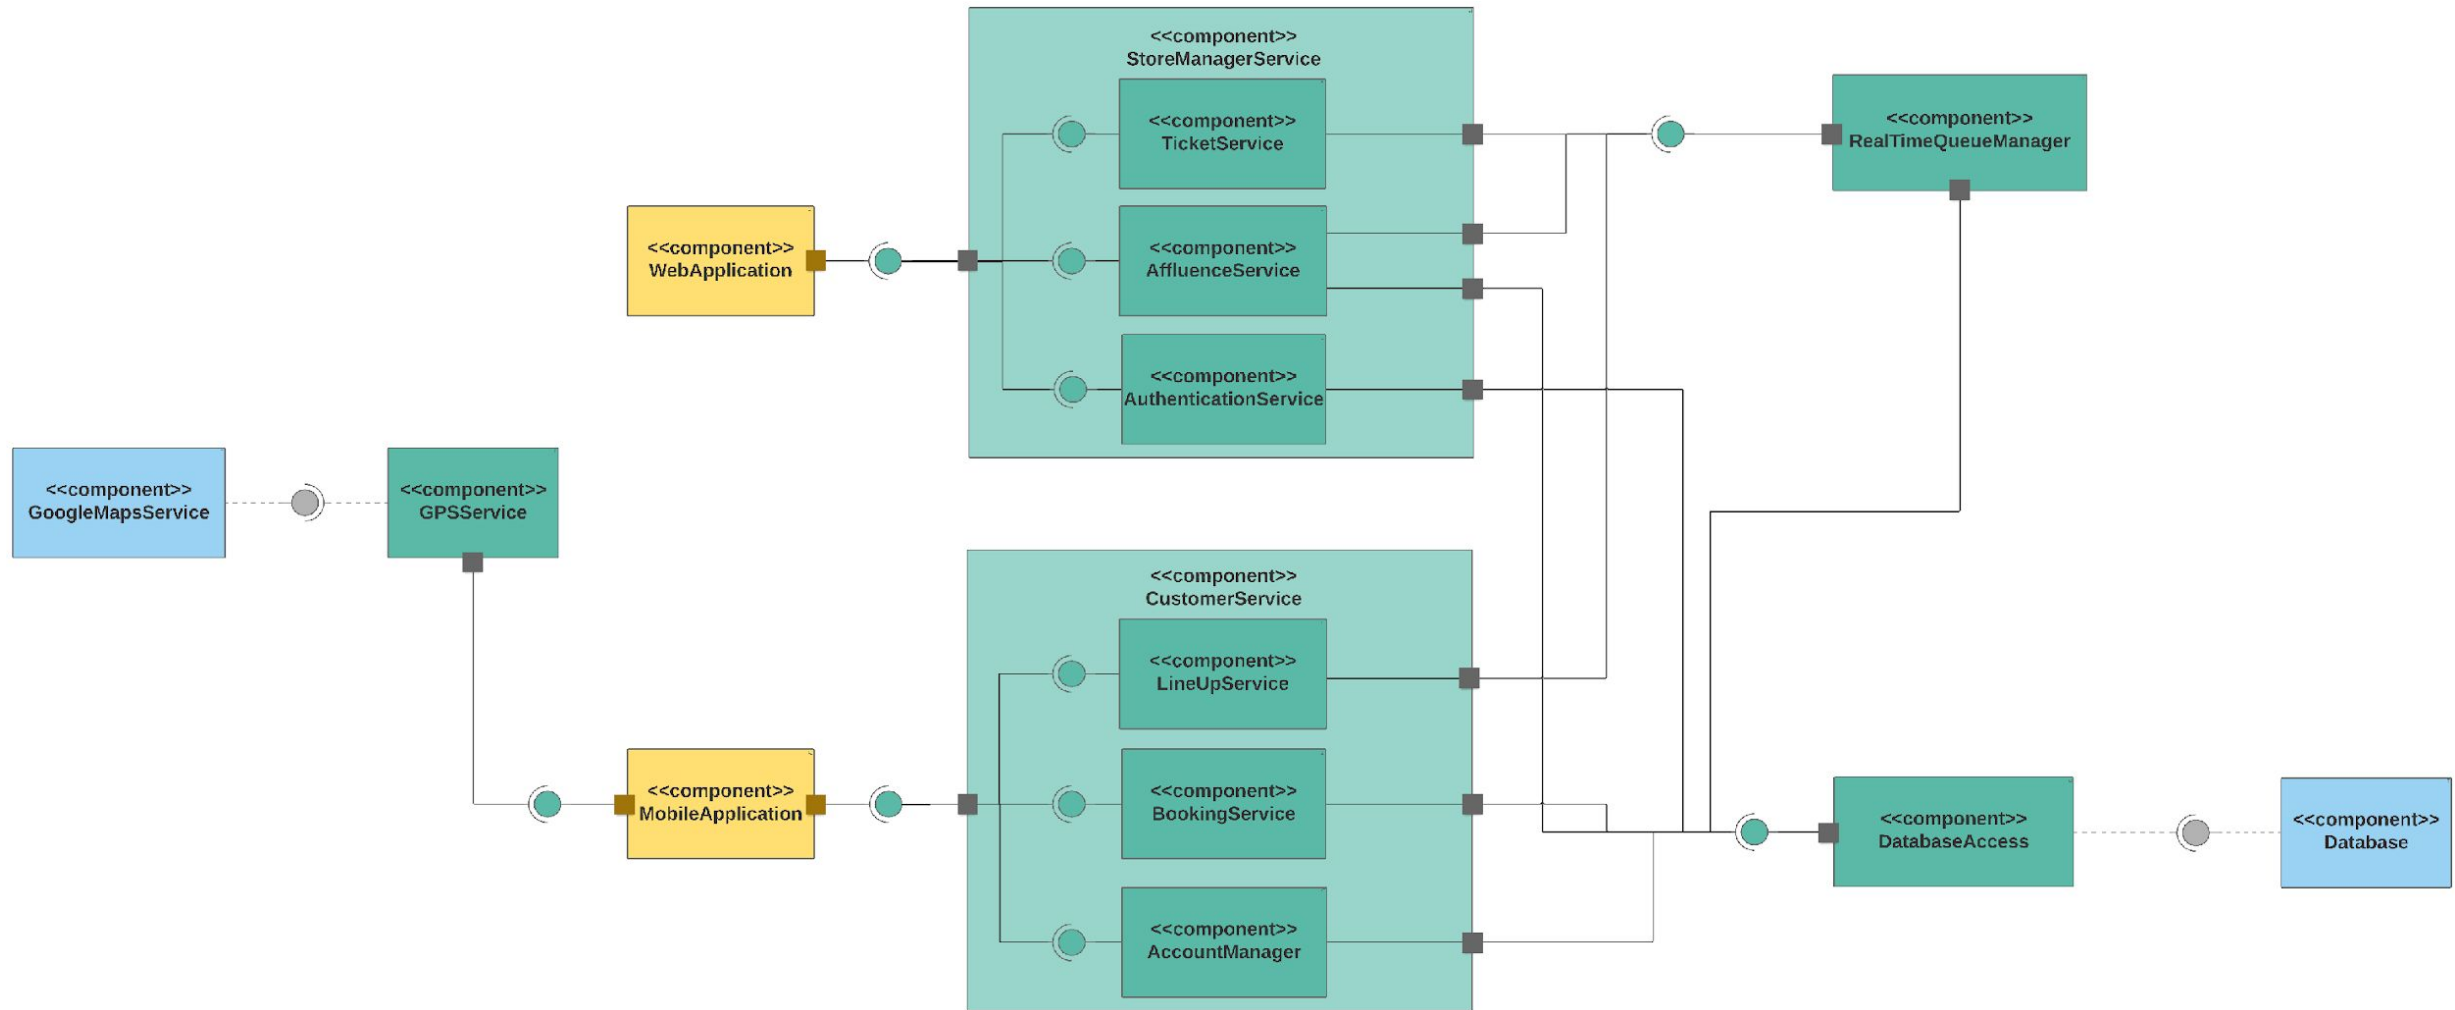 <<component>>
StoreManagerService
<<component>>
TicketService
<<component>>
RealTimeQueueManager
<<component>>
WebApplication
<<component>>
AffluenceService
<<component>>
AuthenticationService
<<component>>
GoogleMapsService
<<component>>
GPSService
<<component>>
CustomerService
<<component>>
LineUpService
<<component>>
MobileApplication
<<component>>
BookingService
<<component>>
DatabaseAccess
<<component>>
Database
<<component>>
AccountManager